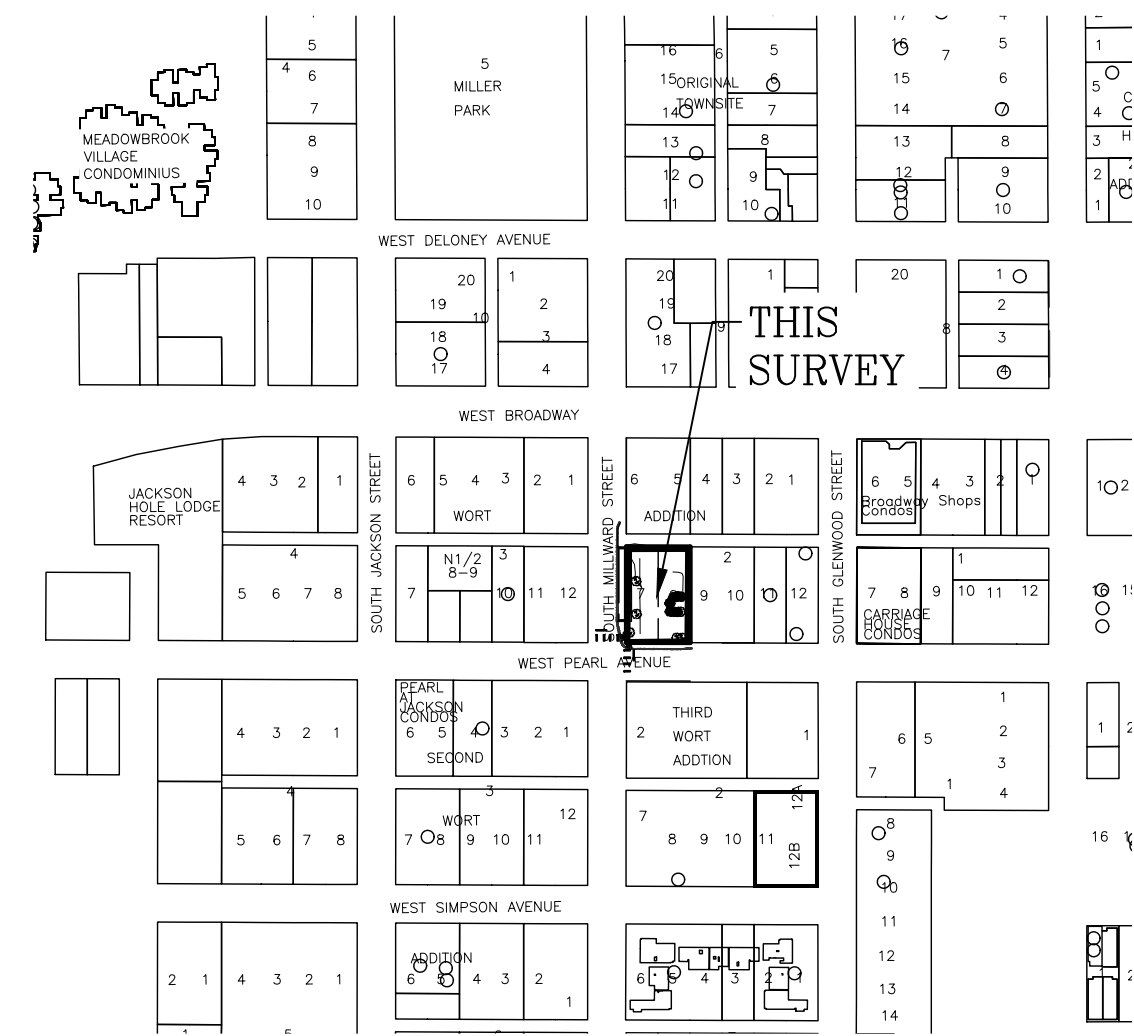 5
4
6
7
8
9
10
5
MILLER
PARK
MEADOWBROOK
VILLAGE
CONDOMINIUS
16
6
5
15
ORIGINAL
6
TOWNSITE
14
7
13
8
12
9
11
10
16
5
7
15
6
14
7
13
8
12
9
11
10
1
5
4
3
2
1
WEST DELONEY AVENUE
20
1
19
2
10
18
3
17
4
20
1
19
9
18
17
THIS
SURVEY
20
1
2
8
3
4
WEST BROADWAY
JACKSON
HOLE LODGE
RESORT
4 3 2 1
4
5 6 7 8
SOUTH JACKSON STREET
6 5 4 3 2 1
WORT
N1/2
8-9
3
7 10 11 12
SOUTH MILLWARD STREET
6 5 4 3 2 1
ADDITION
2
7 9 10 11 12
SOUTH GLENWOOD STREET
6 5 4 3 2 1
Broadway Shops
Condos
1
7 8 9 10 11 12
CARRIAGE
HOUSE
CONDOS
1 2
16 15
WEST PEARL AVENUE
4 3 2 1
4
5 6 7 8
PEARL
AT
JACKSON
CONDOS
6 5 4 3 2 1
SECOND
3
WORT
12
7 8 9 10 11
THIRD
2 WORT 1
ADDTION
2
7
8 9 10 11
12A
12B
1
6 5 2
3
7 1 4
8
9
10
11
12
13
14
1 2
16
WEST SIMPSON AVENUE
2 1 4 3 2 1
1
5
ADDITION
6 5 4 3 2
1
6 5 4 3 2 1